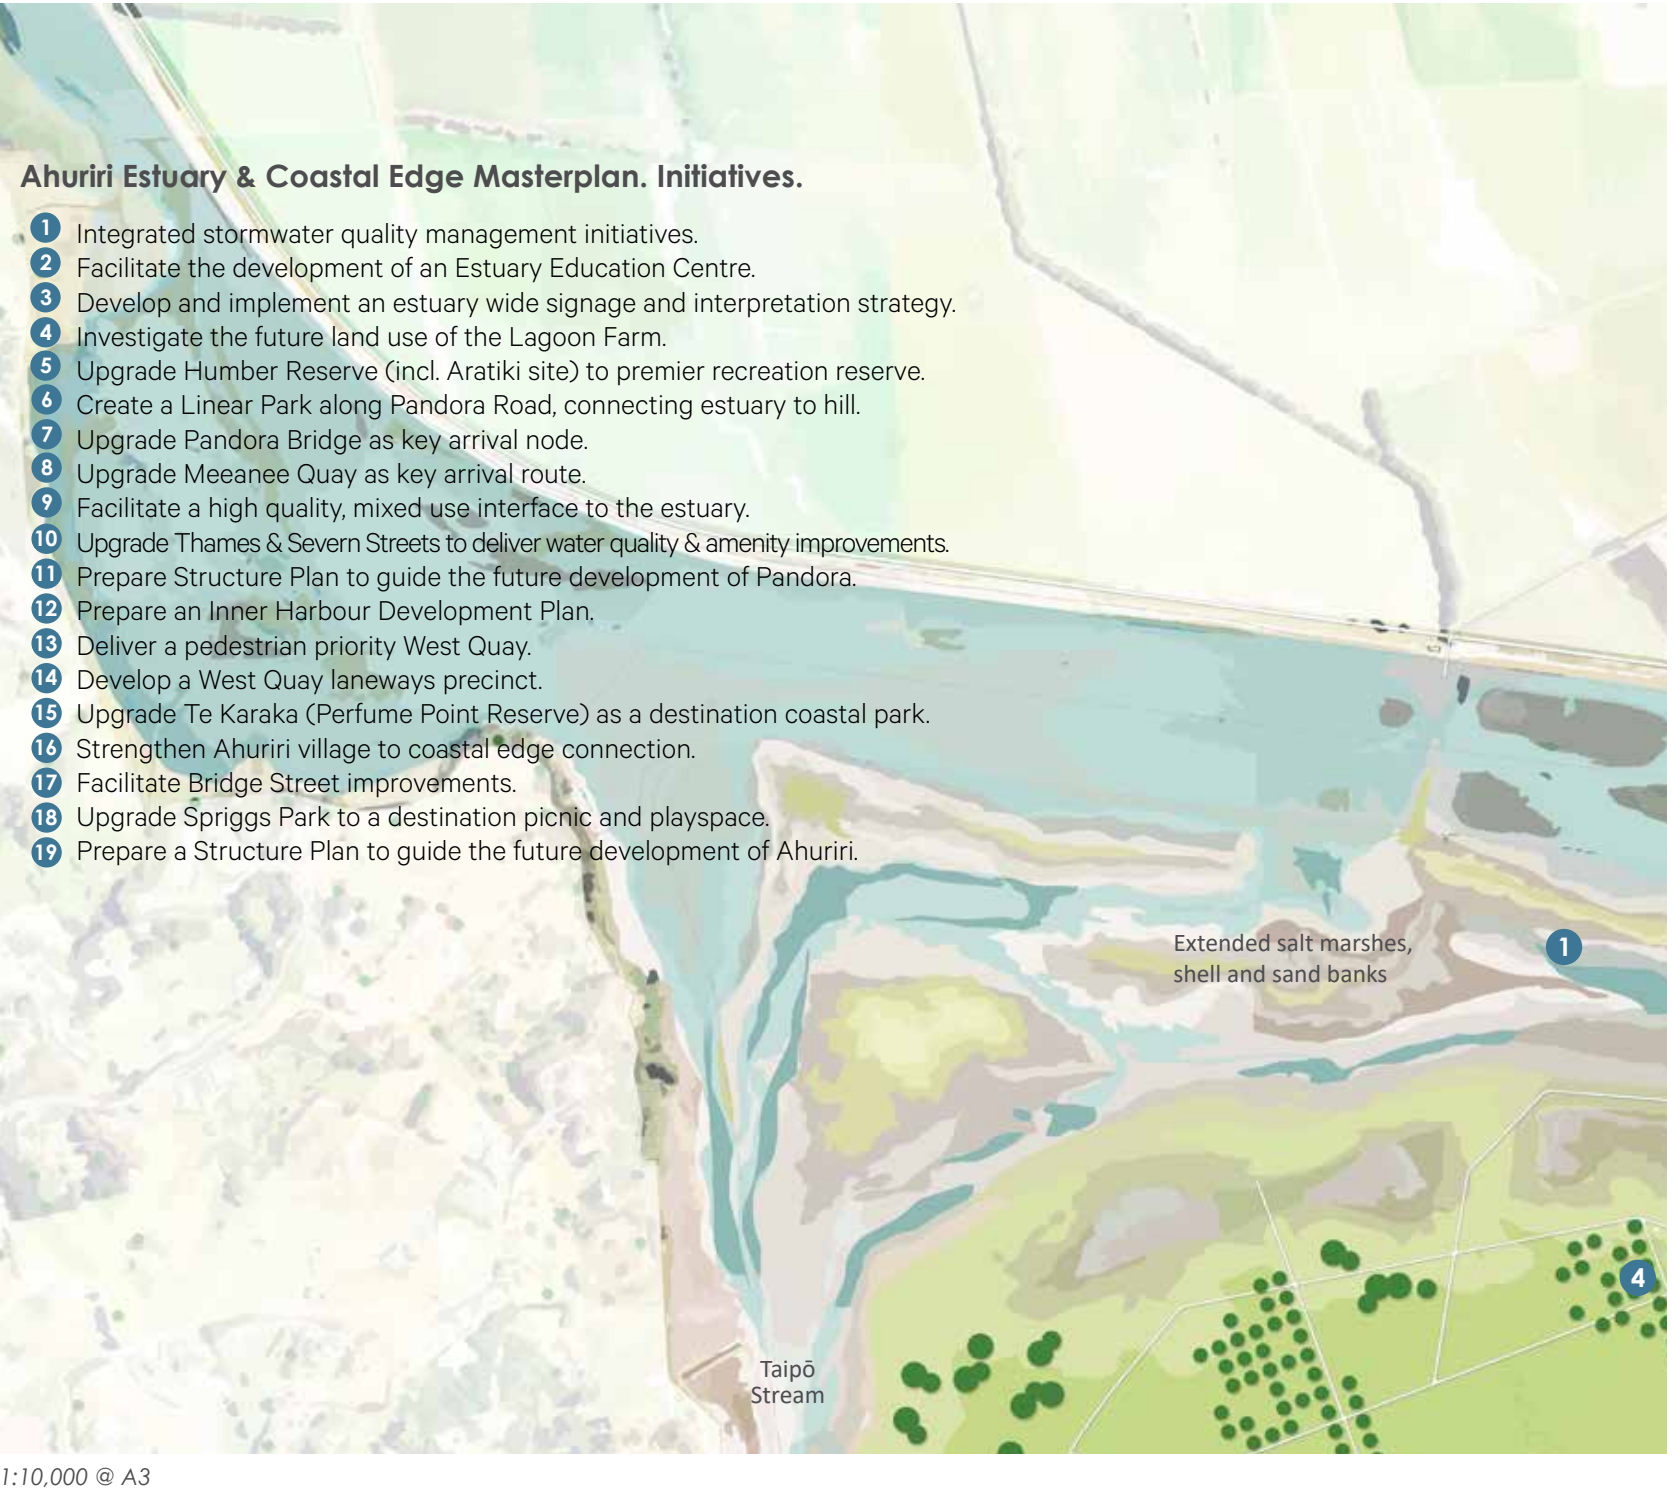 Ahuriri Estuary & Coastal Edge Masterplan. Initiatives.
1 Integrated stormwater quality management initiatives.
2 Facilitate the development of an Estuary Education Centre.
3 Develop and implement an estuary wide signage and interpretation strategy.
4 Investigate the future land use of the Lagoon Farm.
5 Upgrade Humber Reserve (incl. Aratiki site) to premier recreation reserve.
6 Create a Linear Park along Pandora Road, connecting estuary to hill.
7 Upgrade Pandora Bridge as key arrival node.
8 Upgrade Meeanee Quay as key arrival route.
9 Facilitate a high quality, mixed use interface to the estuary.
10 Upgrade Thames & Severn Streets to deliver water quality & amenity improvements.
11 Prepare Structure Plan to guide the future development of Pandora.
12 Prepare an Inner Harbour Development Plan.
13 Deliver a pedestrian priority West Quay.
14 Develop a West Quay laneways precinct.
15 Upgrade Te Karaka (Perfume Point Reserve) as a destination coastal park.
16 Strengthen Ahuriri village to coastal edge connection.
17 Facilitate Bridge Street improvements.
18 Upgrade Spriggs Park to a destination picnic and playspace.
19 Prepare a Structure Plan to guide the future development of Ahuriri.
Extended salt marshes,
shell and sand banks
1
4
Taipō
Stream
1:10,000 @ A3